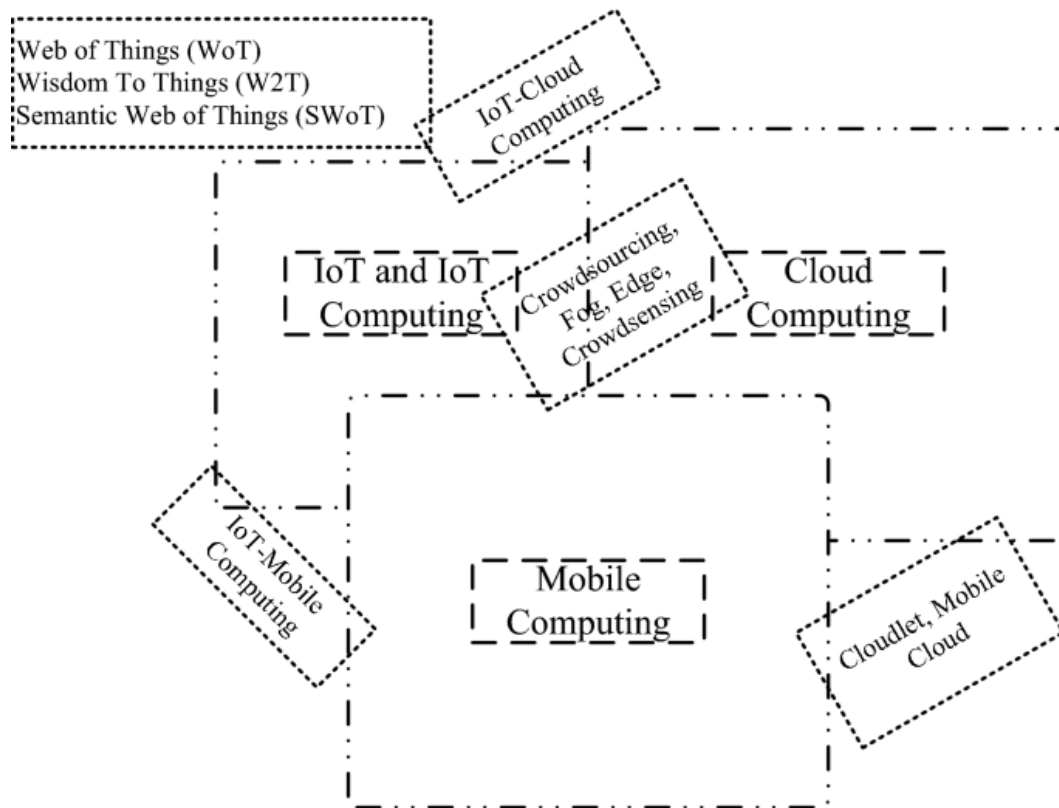 Web of Things (WoT)
Wisdom To Things (W2T)
Semantic Web of Things (SWoT)
IoT-Cloud
Computing
IoT and IoT
Computing
Crowdsourcing,
Fog, Edge,
Crowdsensing
Cloud
Computing
IoT-Mobile
Computing
Mobile
Computing
Cloudlet, Mobile
Cloud